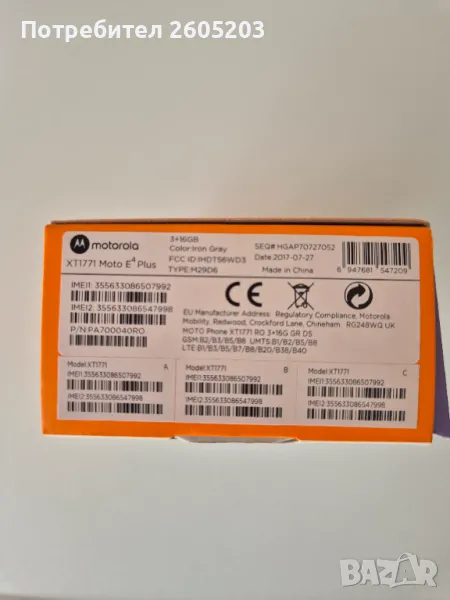 Потребител 2605203
motorola
XT1771 Moto E4 Plus
3+16GB
Color:Iron Gray
FCC ID:IHDT56WD3
TYPE:M29D6
SEQ# HGAP70727052
Date:2017-07-27
Made in China
6 947681 547209
IMEI1: 355633086507992
IMEI2: 355633086547998
P/N:PA700040RO
CE
EU Manufacturer Address: Regulatory Compliance, Motorola
Mobility, Redwood, Crockford Lane, Chineham RG248WQ UK
MOTO Phone XT1771 RO 3+16G GR DS
GSM:B2/B3/B5/B8 UMTS:B1/B2/B5/B8
LTE:B1/B3/B5/B7/B8/B20/B38/B40
Model:XT1771 A
IMEI1:355633086507992
IMEI2:355633086547998
Model:XT1771 B
IMEI1:355633086507992
IMEI2:355633086547998
Model:XT1771 C
IMEI1:355633086507992
IMEI2:355633086547998
BAZAR
bg